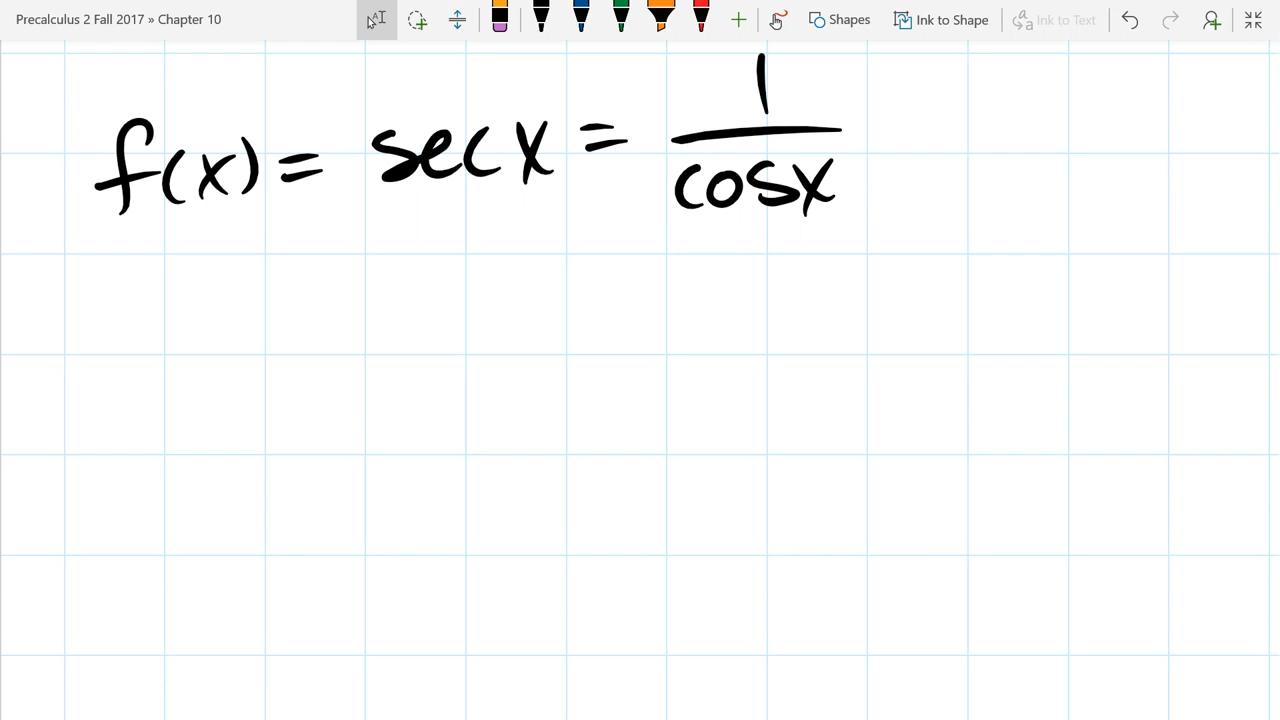 Precalculus 2 Fall 2017 » Chapter 10
Shapes
Ink to Shape
Ink to Text
f(x) = sec x = 1/cos x